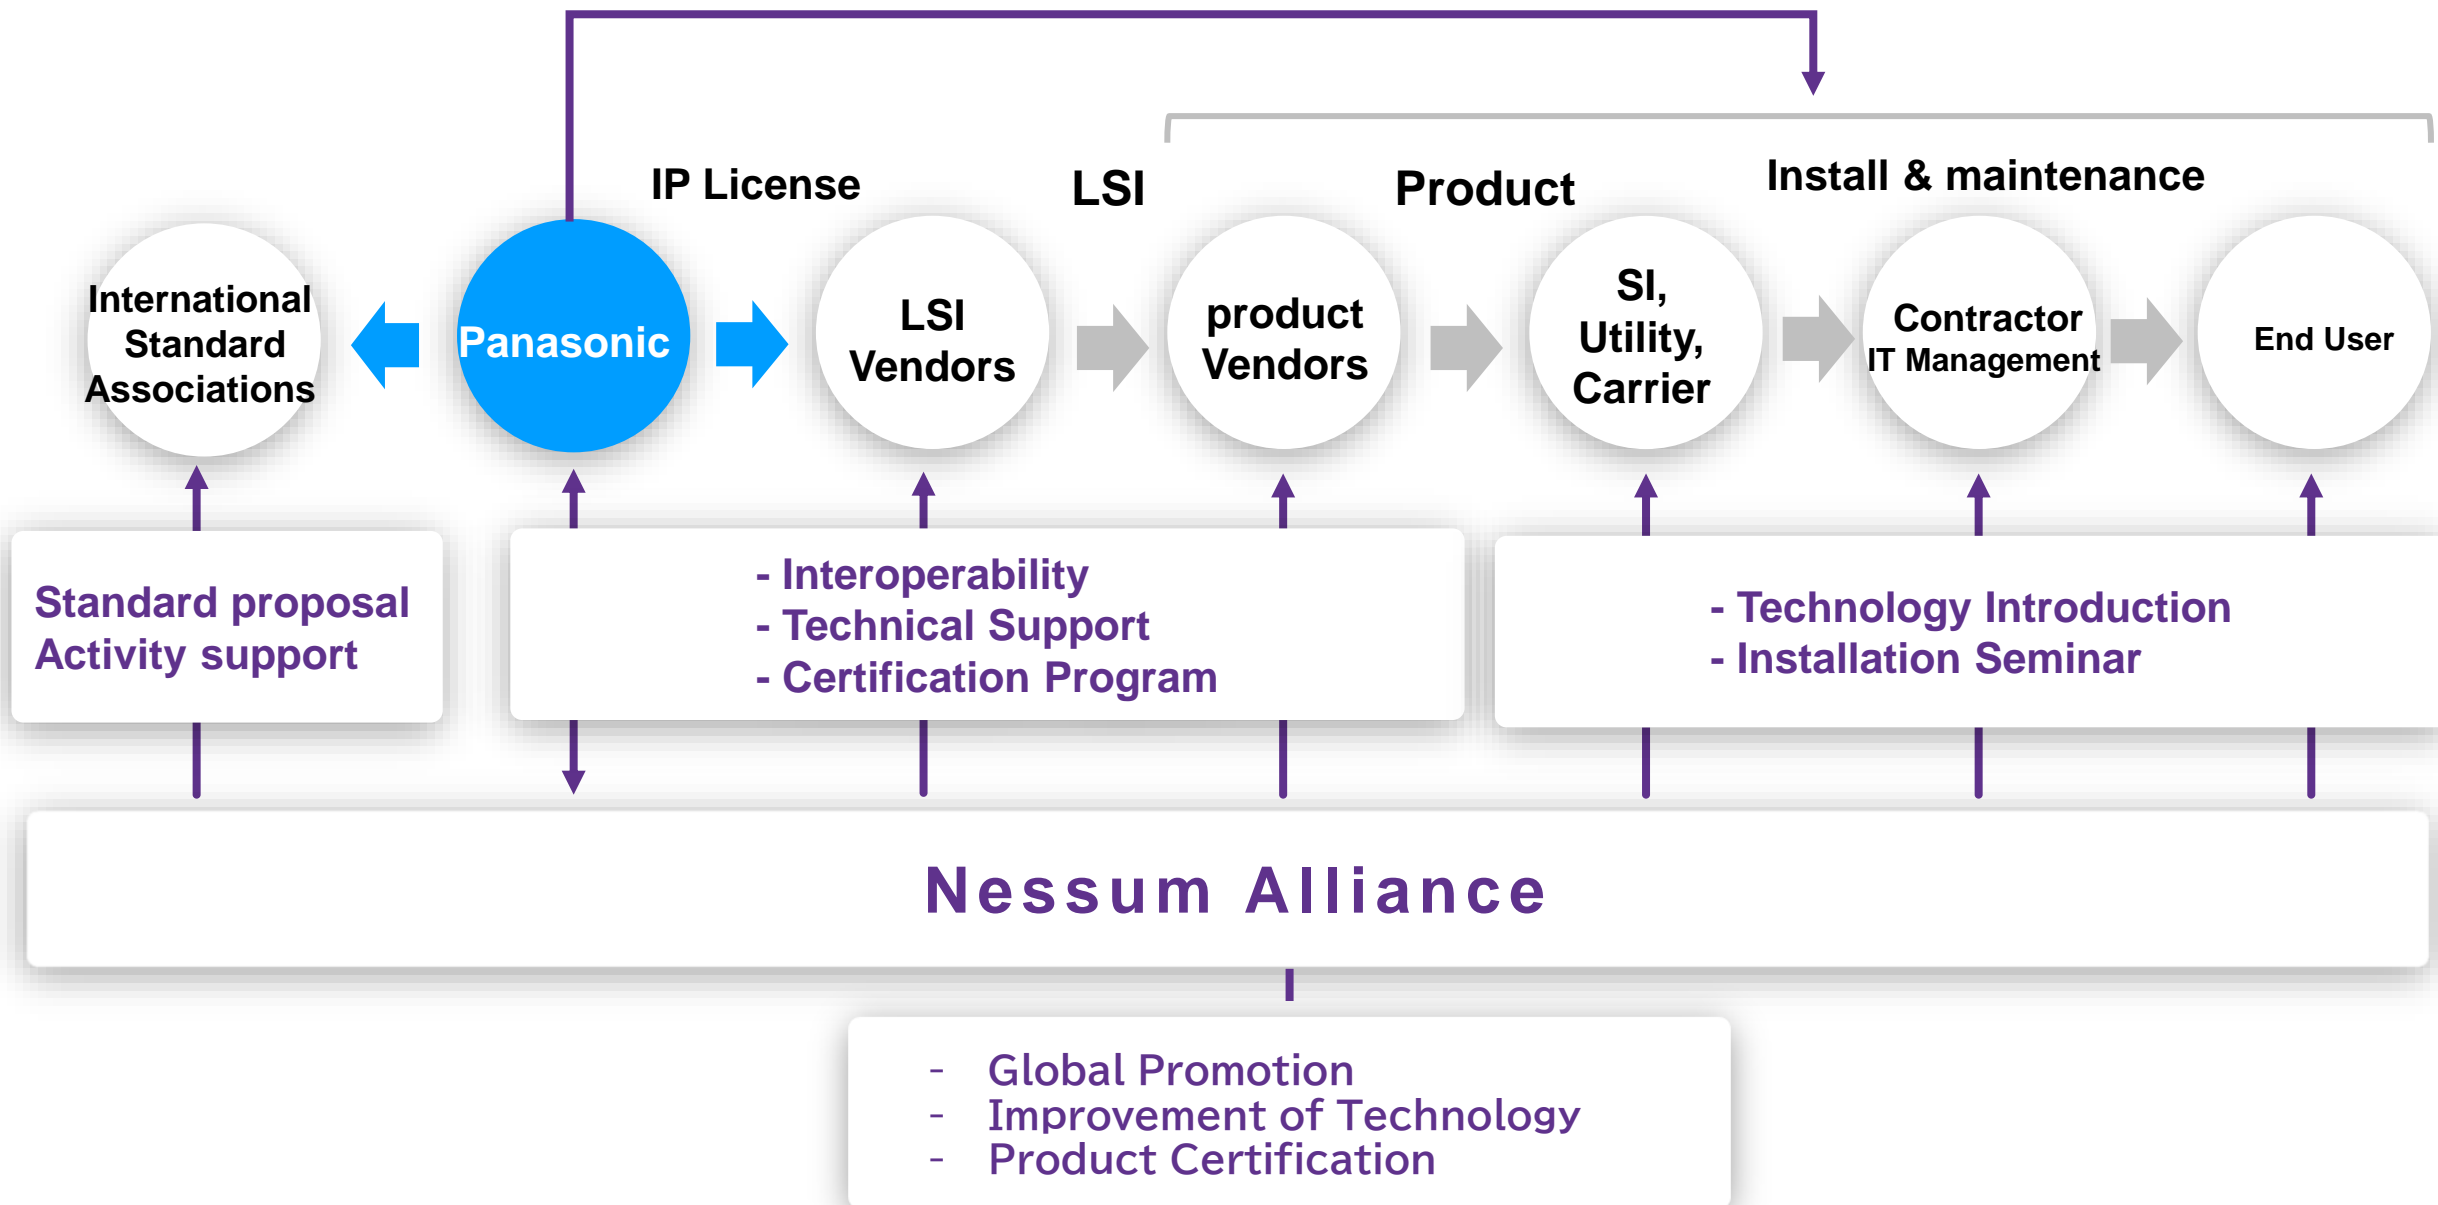 IP License
LSI
Product
Install & maintenance
International
Standard
Associations
Panasonic
LSI
Vendors
product
Vendors
SI,
Utility,
Carrier
Contractor
IT Management
End User
Standard proposal
Activity support
- Interoperability
- Technical Support
- Certification Program
- Technology Introduction
- Installation Seminar
Nessum Alliance
- Global Promotion
- Improvement of Technology
- Product Certification